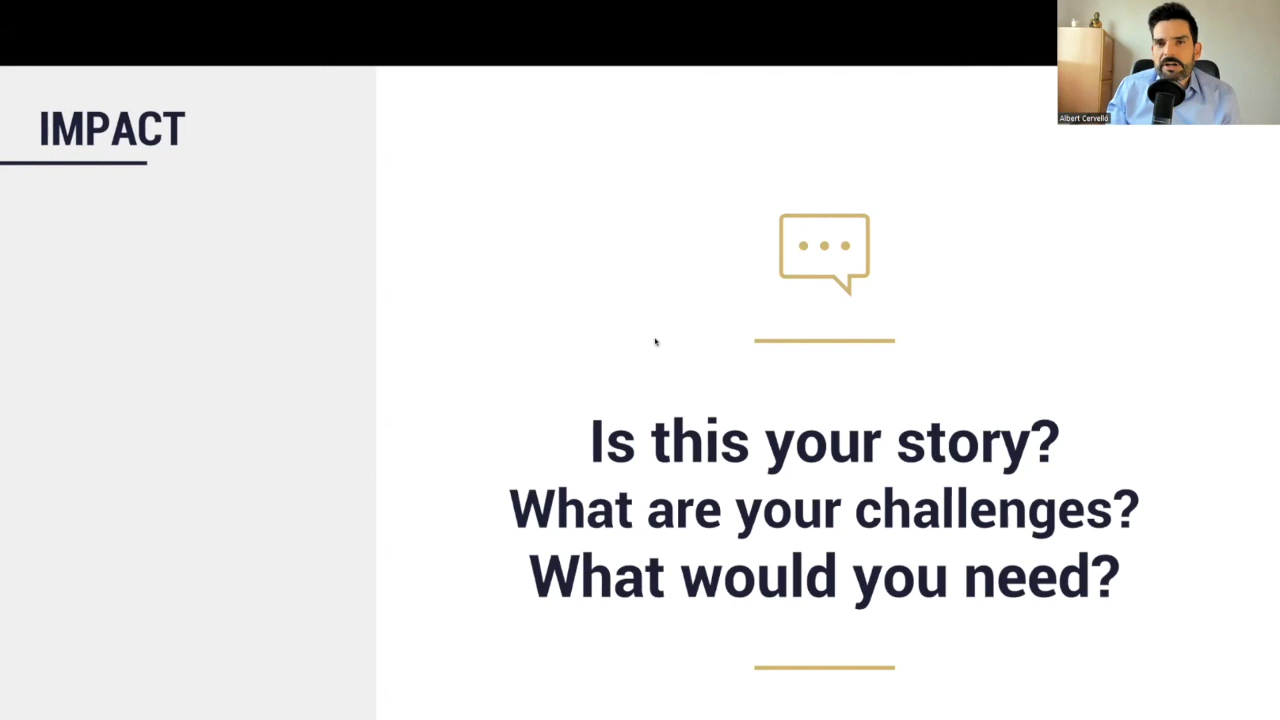 IMPACT
Albert Cervelló
Is this your story?
What are your challenges?
What would you need?